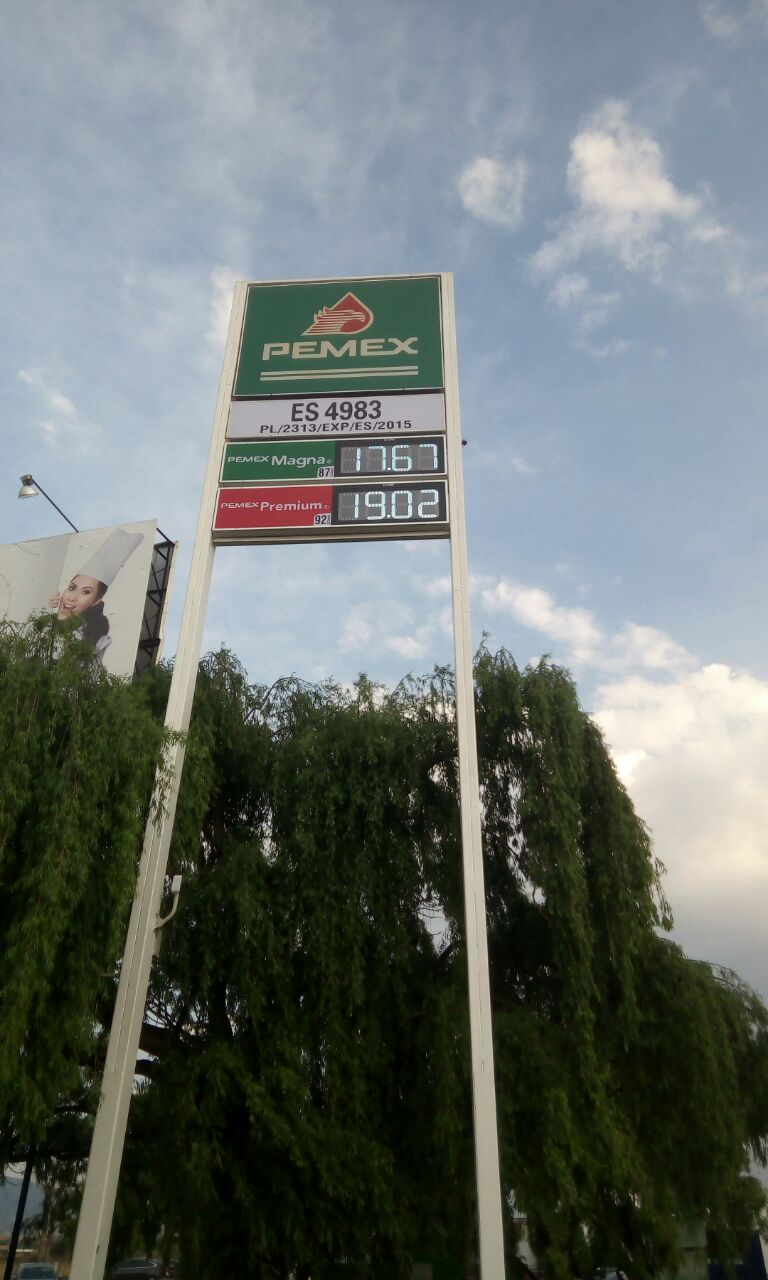 PEMEX
ES 4983
PL/2313/EXP/ES/2015
PEMEX Magna® 87
17.67
PEMEX Premium® 92
19.02